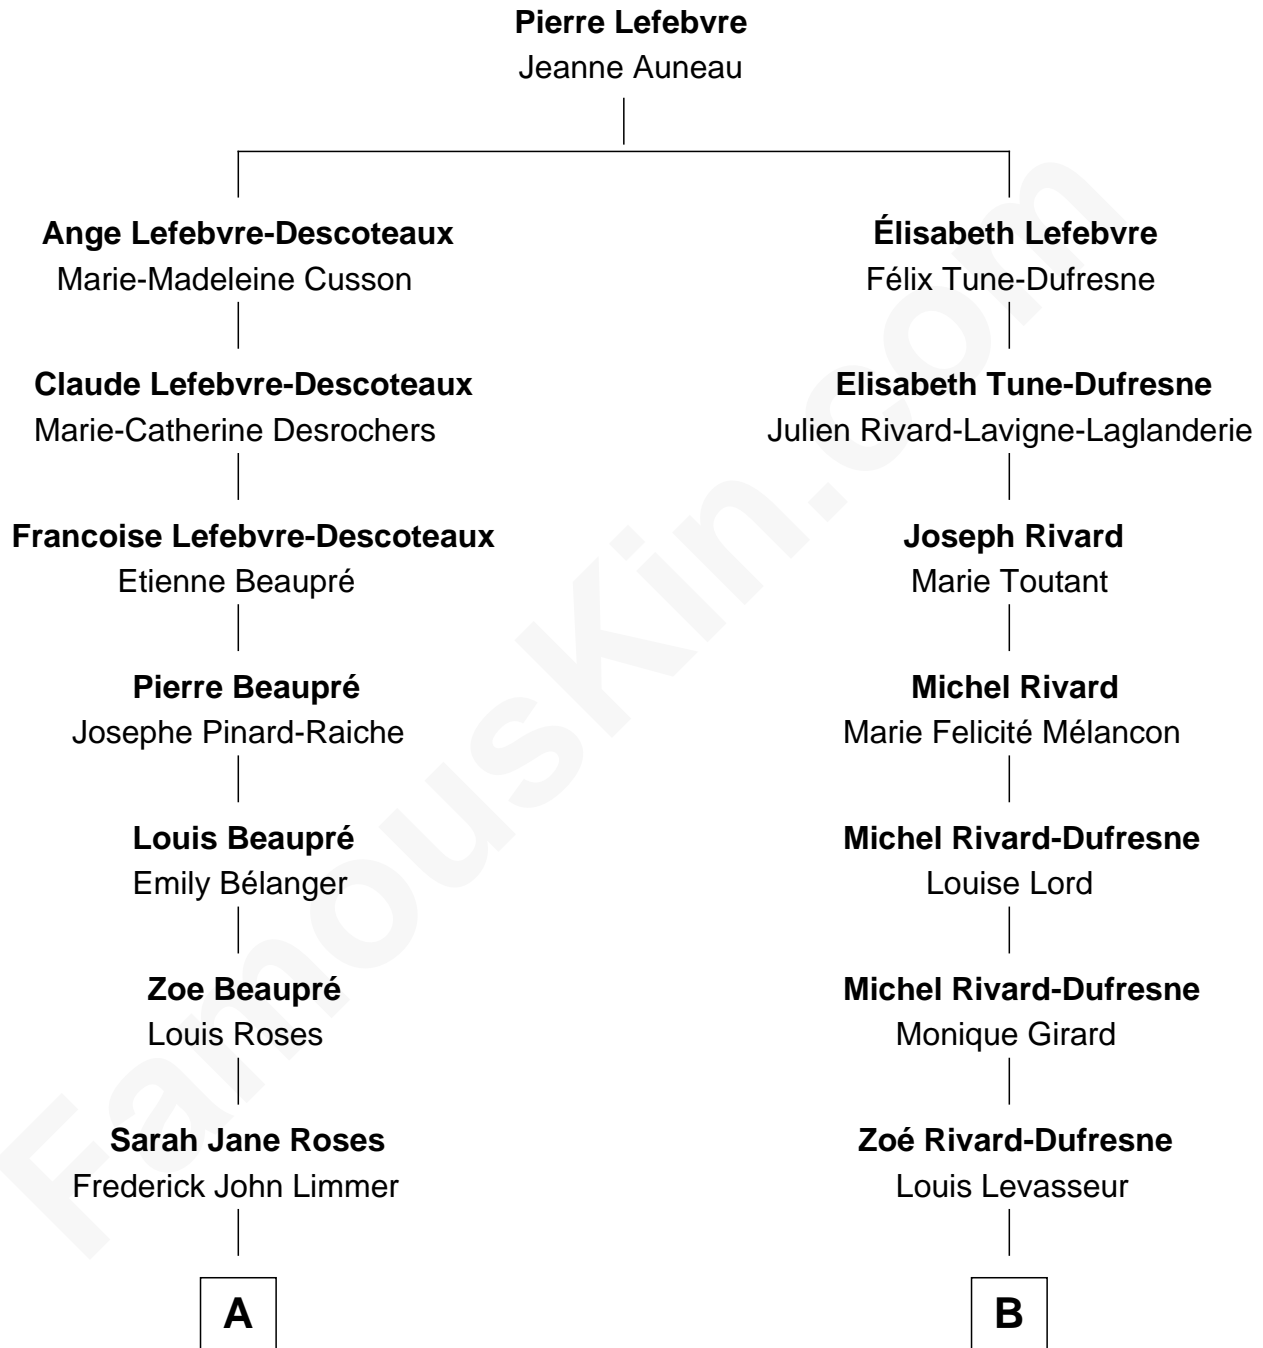 Pierre Lefebvre
Jeanne Auneau
Ange Lefebvre-Descoteaux
Marie-Madeleine Cusson
Claude Lefebvre-Descoteaux
Marie-Catherine Desrochers
Francoise Lefebvre-Descoteaux
Etienne Beaupré
Pierre Beaupré
Josephe Pinard-Raiche
Louis Beaupré
Emily Bélanger
Zoe Beaupré
Louis Roses
Sarah Jane Roses
Frederick John Limmer
A
Élisabeth Lefebvre
Félix Tune-Dufresne
Elisabeth Tune-Dufresne
Julien Rivard-Lavigne-Laglanderie
Joseph Rivard
Marie Toutant
Michel Rivard
Marie Felicité Mélancon
Michel Rivard-Dufresne
Louise Lord
Michel Rivard-Dufresne
Monique Girard
Zoé Rivard-Dufresne
Louis Levasseur
B
FamousKin.com